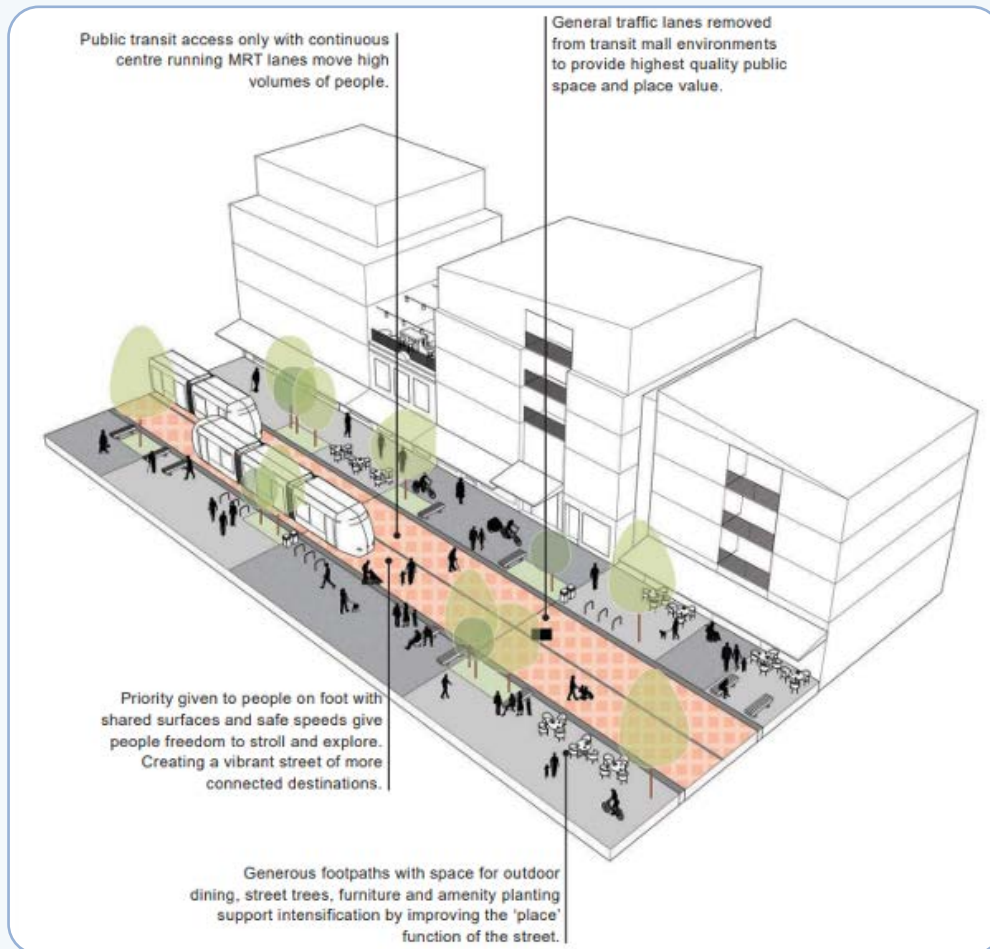 Public transit access only with continuous
centre running MRT lanes move high
volumes of people.
General traffic lanes removed
from transit mall environments
to provide highest quality public
space and place value.
Priority given to people on foot with
shared surfaces and safe speeds give
people freedom to stroll and explore.
Creating a vibrant street of more
connected destinations.
Generous footpaths with space for outdoor
dining, street trees, furniture and amenity planting
support intensification by improving the ‘place’
function of the street.